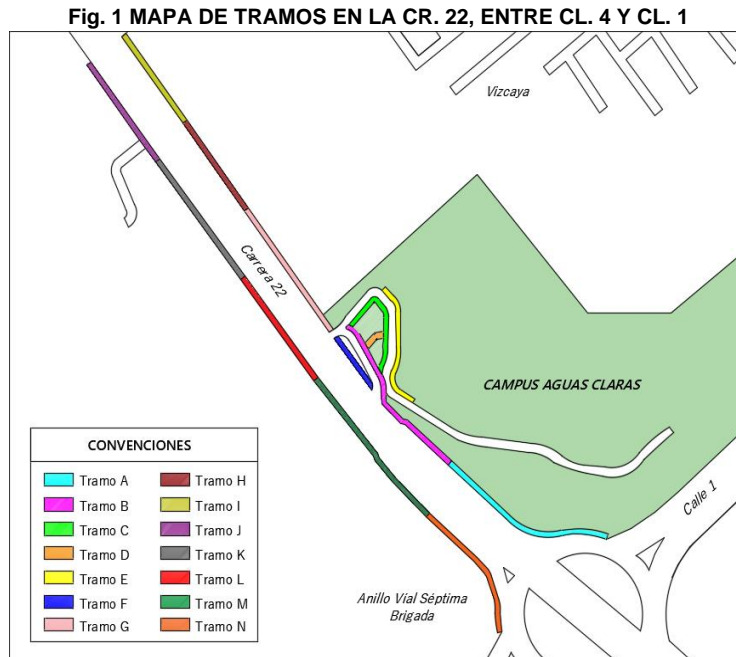 Fig. 1 MAPA DE TRAMOS EN LA CR. 22, ENTRE CL. 4 Y CL. 1
Vizcaya
Carrera 22
CAMPUS AGUAS CLARAS
Calle 1
Anillo Víal Séptima
Brigada
CONVENCIONES
Tramo A
Tramo B
Tramo C
Tramo D
Tramo E
Tramo F
Tramo G
Tramo H
Tramo I
Tramo J
Tramo K
Tramo L
Tramo M
Tramo N